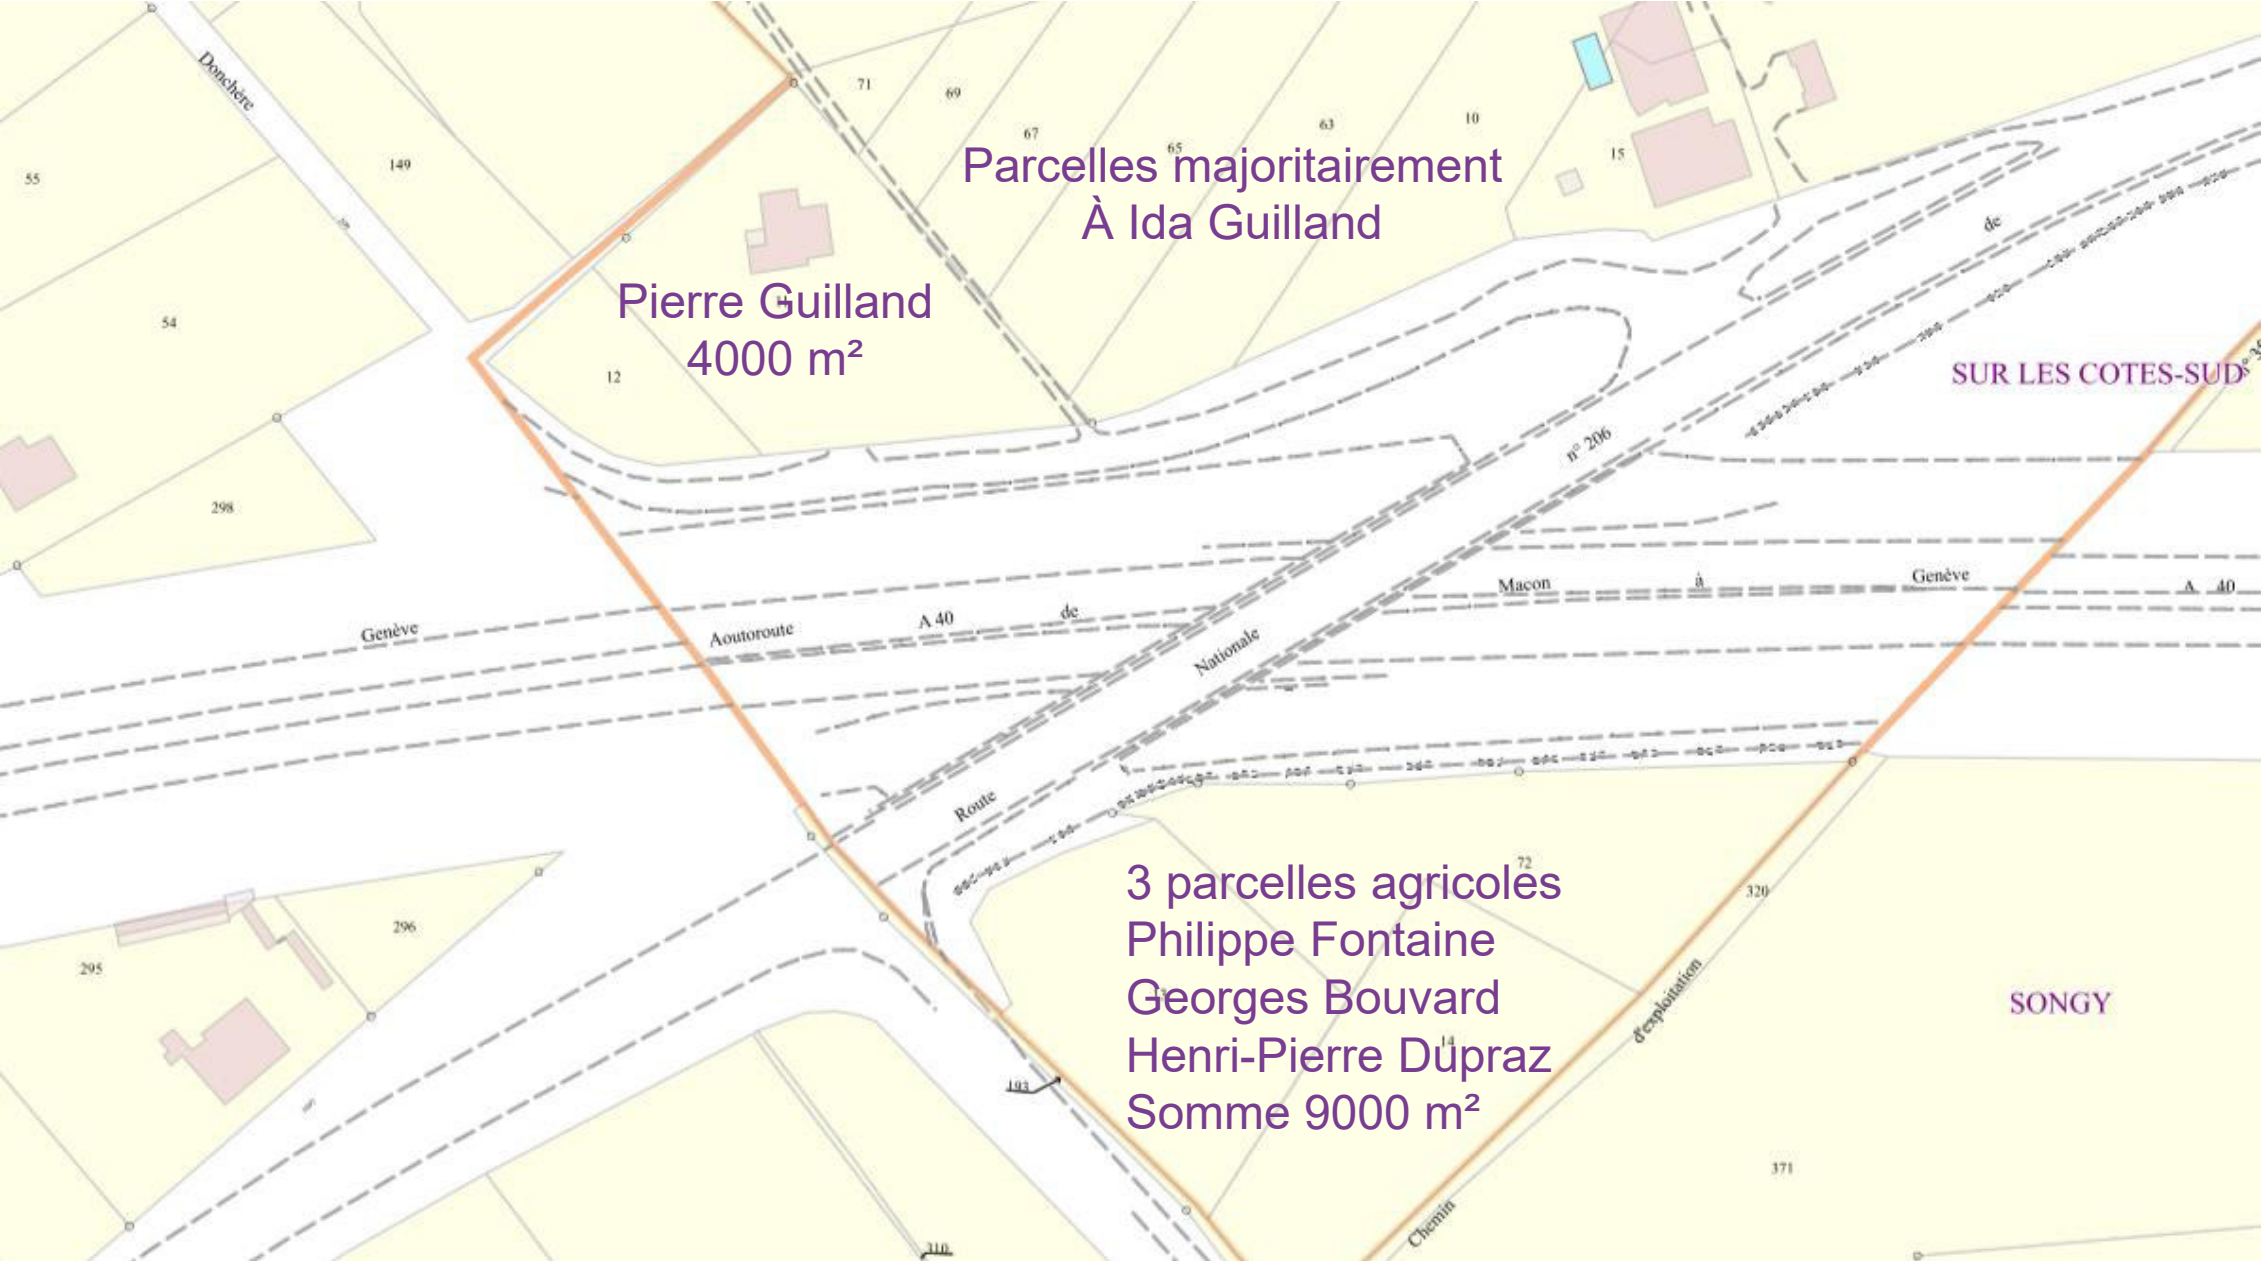 Donchère
71
69
67
65
63
10
15
55
149
Parcelles majoritairement
À Ida Guilland
de
54
Pierre Guilland
4000 m²
12
SUR LES COTES-SUD
n° 206
298
Genève
Aoutoroute
A 40
de
Nationale
Macon
à
Genève
A 40
Route
3 parcelles agricoles
Philippe Fontaine
Georges Bouvard
Henri-Pierre Dupraz
Somme 9000 m²
72
320
296
295
14
d'exploitation
SONGY
193
371
Chemin
310